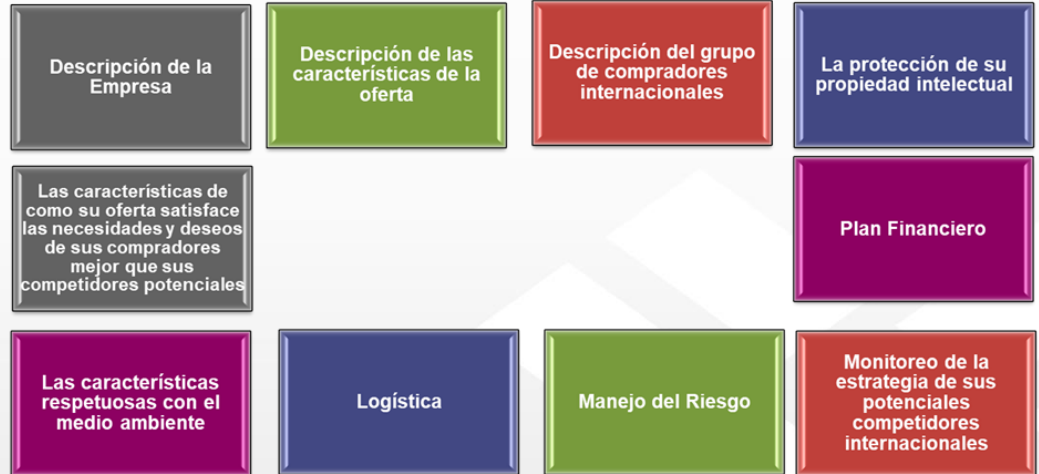 Descripción de la
Empresa
Descripción de las
características de la
oferta
Descripción del grupo
de compradores
internacionales
La protección de su
propiedad intelectual
Las características de
como su oferta satisface
las necesidades y deseos
de sus compradores
mejor que sus
competidores potenciales
Plan Financiero
Las características
respetuosas con el
medio ambiente
Logística
Manejo del Riesgo
Monitoreo de la
estrategia de sus
potenciales
competidores
internacionales